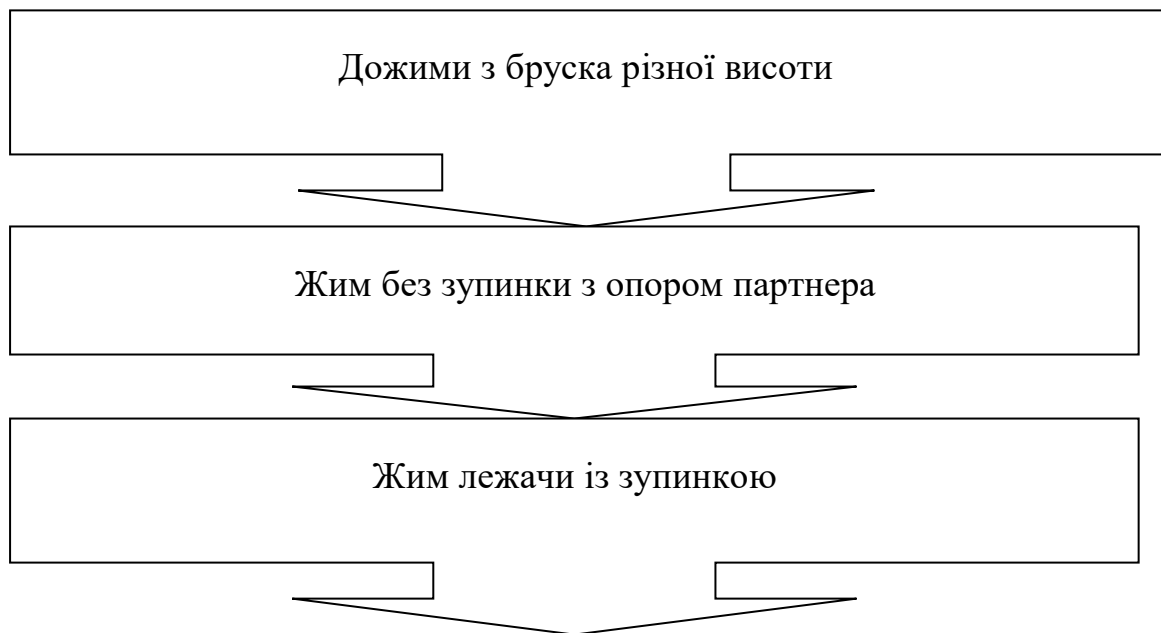 Дожими з бруска різної висоти
Жим без зупинки з опором партнера
Жим лежачи із зупинкою